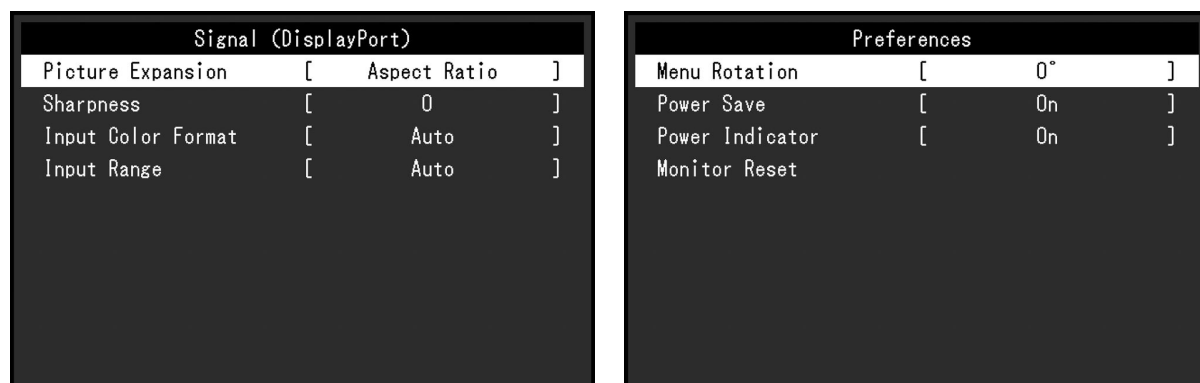 Signal (DisplayPort)
Picture Expansion [ Aspect Ratio ]
Sharpness [ 0 ]
Input Color Format [ Auto ]
Input Range [ Auto ]
Preferences
Menu Rotation [ 0° ]
Power Save [ On ]
Power Indicator [ On ]
Monitor Reset